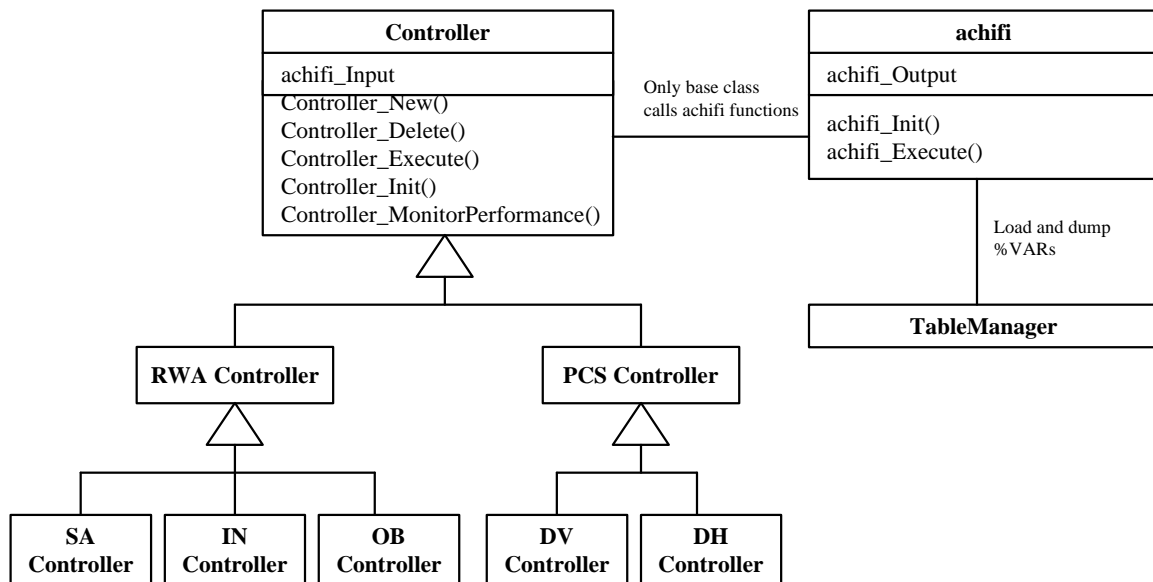 Controller
achifi_Input
Controller_New()
Controller_Delete()
Controller_Execute()
Controller_Init()
Controller_MonitorPerformance()
Only base class
calls achifi functions
achifi
achifi_Output
achifi_Init()
achifi_Execute()
Load and dump
%VARs
TableManager
RWA Controller
PCS Controller
SA
Controller
IN
Controller
OB
Controller
DV
Controller
DH
Controller